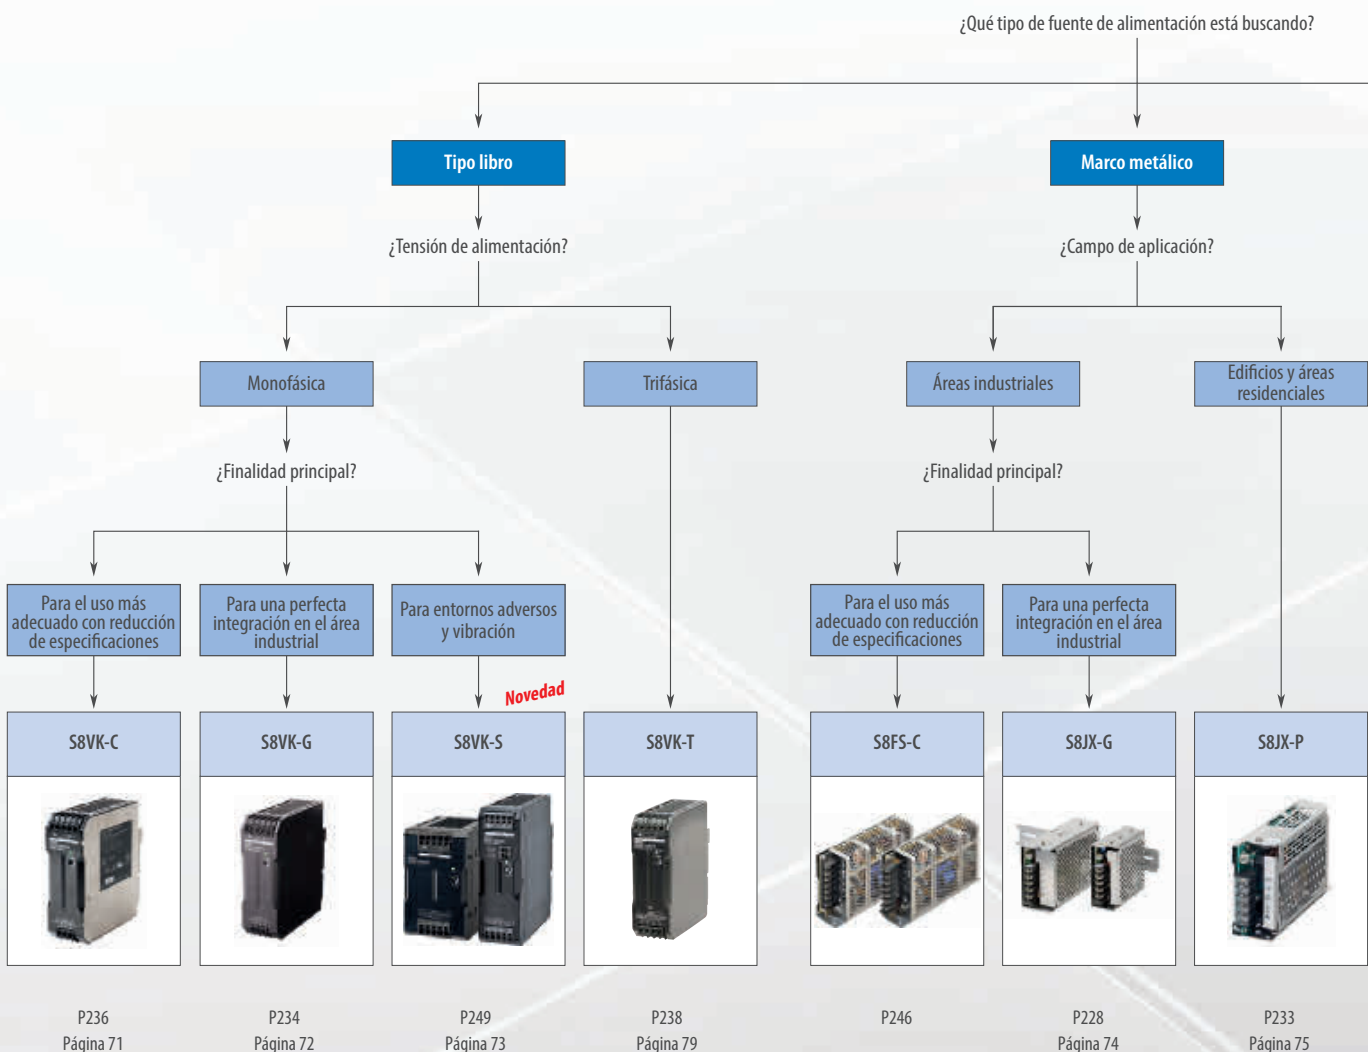 ¿Qué tipo de fuente de alimentación está buscando?
Tipo libro
Marco metálico
¿Tensión de alimentación?
¿Campo de aplicación?
Monofásica
Trifásica
Áreas industriales
Edificios y áreas
residenciales
¿Finalidad principal?
¿Finalidad principal?
Para el uso más
adecuado con reducción
de especificaciones
Para una perfecta
integración en el área
industrial
Para entornos adversos
y vibración
Para el uso más
adecuado con reducción
de especificaciones
Para una perfecta
integración en el área
industrial
Novedad
S8VK-C
S8VK-G
S8VK-S
S8VK-T
S8FS-C
S8JX-G
S8JX-P
P236
Página 71
P234
Página 72
P249
Página 73
P238
Página 79
P246
P228
Página 74
P233
Página 75